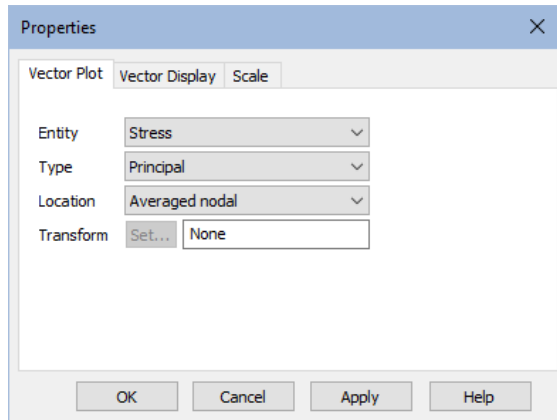 Properties
Vector Plot Vector Display Scale
Entity Stress
Type Principal
Location Averaged nodal
Transform Set... None
OK Cancel Apply Help